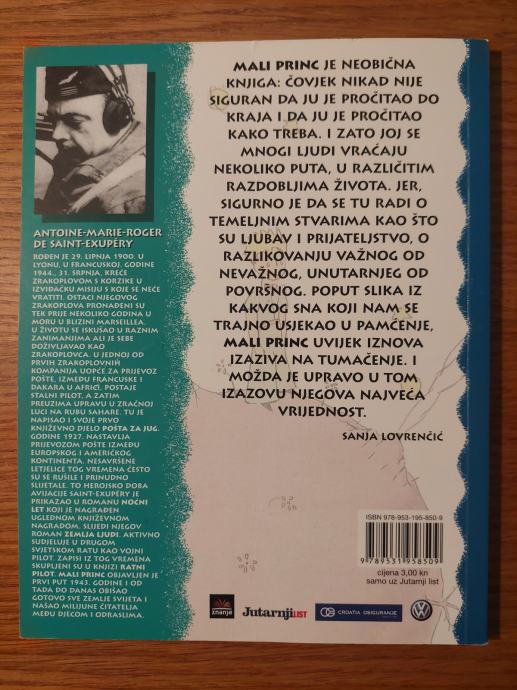 ANTOINE-MARIE-ROGER
DE SAINT-EXUPÉRY
ROĐEN JE 29. LIPNJA 1900. U
LYONU, U FRANCUSKOJ. GODINE
1944., 31. SRPNJA, KREĆE
ZRAKOPLOVOM S KORZIKE U
IZVIĐAČKU MISIJU S KOJE SE NEĆE
VRATITI. OSTACI NJEGOVOG
ZRAKOPLOVA PRONAĐENI SU
TEK PRIJE NEKOLIKO GODINA U
MORU U BLIZINI MARSEILLEA.
U ŽIVOTU SE ISKUŠAO U RAZNIM
ZANIMANJIMA ALI JE SEBE
DOŽIVLJAVAO KAO
ZRAKOPLOVCA. U JEDNOJ OD
PRVIH ZRAKOPLOVNIH
KOMPANIJA UOPĆE ZA PRIJEVOZ
POŠTE, IZMEĐU FRANCUSKE I
DAKARA U AFRICI, POSTAJE
STALNI PILOT, A ZATIM
PREUZIMA UPRAVU U ZRAČNOJ
LUCI NA RUBU SAHARE. TU JE
NAPISAO I SVOJE PRVO
KNJIŽEVNO DJELO POŠTA ZA JUG.
GODINE 1927. NASTAVLJA
PRIJEVOZOM POŠTE IZMEĐU
EUROPSKOG I AMERIČKOG
KONTINENTA. NESAVRŠENE
LETJELICE TOG VREMENA ČESTO
SU SE RUŠILE I PRINUDNO
SLIJETALE. TO HEROJSKO DOBA
AVIJACIJE SAINT-EXUPÉRY JE
PRIKAZAO U ROMANU NOĆNI
LET KOJI JE NAGRAĐEN
UGLEDNOM KNJIŽEVNOM
NAGRADOM. SLIJEDI NJEGOV
ROMAN ZEMLJA LJUDI. AKTIVNO
SUDJELUJE U DRUGOM
SVJETSKOM RATU KAO VOJNI
PILOT. ZAPISI IZ TOG VREMENA
SKUPLJENI SU U KNJIZI RATNI
PILOT. MALI PRINC OBJAVLJEN JE
PRVI PUT 1943. GODINE I OD
TADA DO DANAS OBIŠAO
GOTOVO SVE ZEMLJE SVIJETA I
NAŠAO MILIJUNE ČITATELJA
MEĐU DJECOM I ODRASLIMA.
MALI PRINC JE NEOBIČNA
KNJIGA: ČOVJEK NIKAD NIJE
SIGURAN DA JU JE PROČITAO DO
KRAJA I DA JU JE PROČITAO
KAKO TREBA. I ZATO JOJ SE
MNOGI LJUDI VRAĆAJU
NEKOLIKO PUTA, U RAZLIČITIM
RAZDOBLJIMA ŽIVOTA. JER,
SIGURNO JE DA SE TU RADI O
TEMELJNIM STVARIMA KAO ŠTO
SU LJUBAV I PRIJATELJSTVO, O
RAZLIKOVANJU VAŽNOG OD
NEVAŽNOG, UNUTARNJEG OD
POVRŠNOG. POPUT SLIKA IZ
KAKVOG SNA KOJI NAM SE
TRAJNO USJEKAO U PAMĆENJE,
MALI PRINC UVIJEK IZNOVA
IZAZIVA NA TUMAČENJE. I
MOŽDA JE UPRAVO U TOM
IZAZOVU NJEGOVA NAJVEĆA
VRIJEDNOST.
SANJA LOVRENČIĆ
ISBN 978-953-195-850-9
9 789531 958509
cijena 3,00 kn
samo uz Jutarnji list
znanje
Jutarnji LIST
CROATIA OSIGURANJE